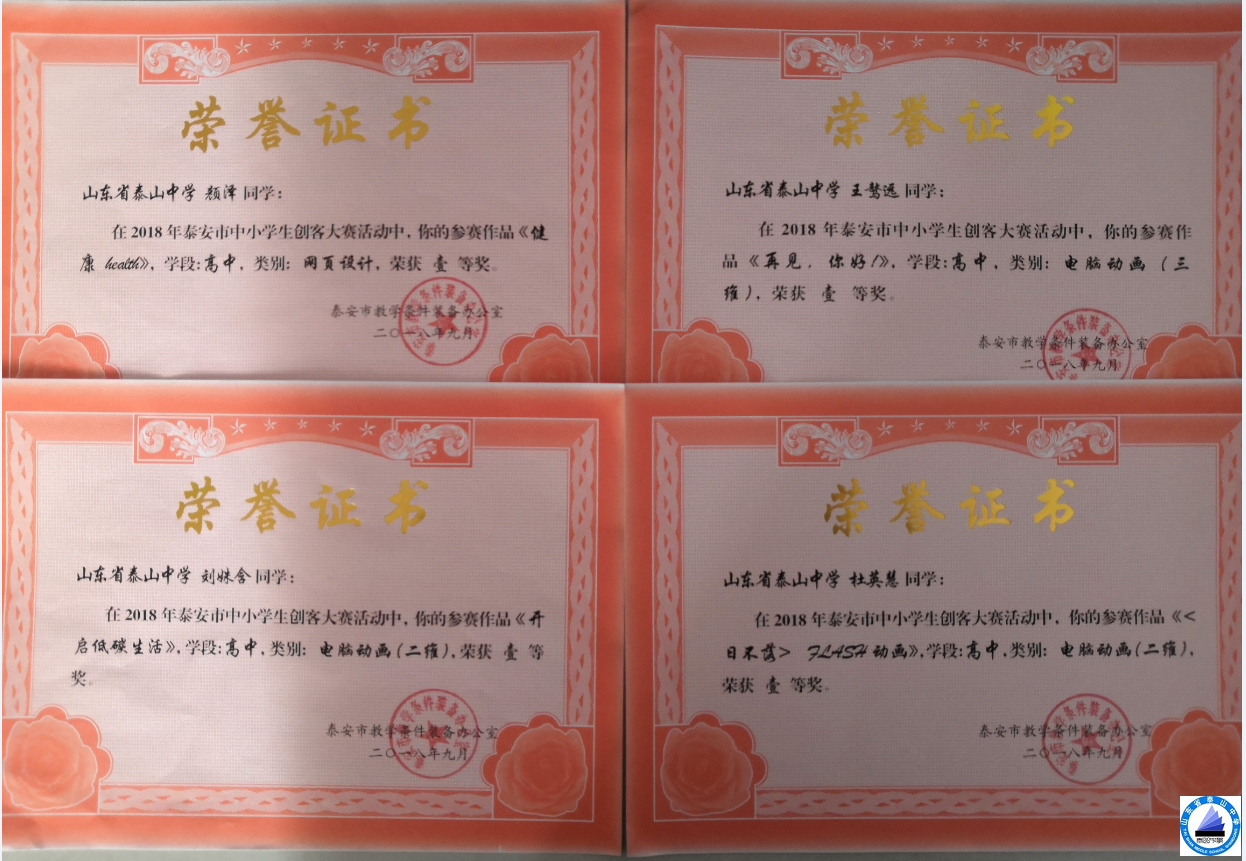 荣誉证书
山东省泰山中学 颜泽 同学：
在 2018 年泰安市中小学生创客大赛活动中，你的参赛作品《健
康 health》，学段：高中，类别：网页设计，荣获 壹 等奖。
泰安市教学条件装备办公室
二〇一八年九月
荣誉证书
山东省泰山中学 王骜远 同学：
在 2018 年泰安市中小学生创客大赛活动中，你的参赛作
品《再见，你好！》，学段：高中，类别：电脑动画（三
维），荣获 壹 等奖。
泰安市教学条件装备办公室
二〇一八年九月
荣誉证书
山东省泰山中学 刘姝含 同学：
在 2018 年泰安市中小学生创客大赛活动中，你的参赛作品《开
启低碳生活》，学段：高中，类别：电脑动画（二维），荣获 壹 等
奖。
泰安市教学条件装备办公室
二〇一八年九月
荣誉证书
山东省泰山中学 杜英慧 同学：
在 2018 年泰安市中小学生创客大赛活动中，你的参赛作品《<
日不落> FLASH 动画》，学段：高中，类别：电脑动画（二维），
荣获 壹 等奖。
泰安市教学条件装备办公室
二〇一八年九月
山东省泰山中学